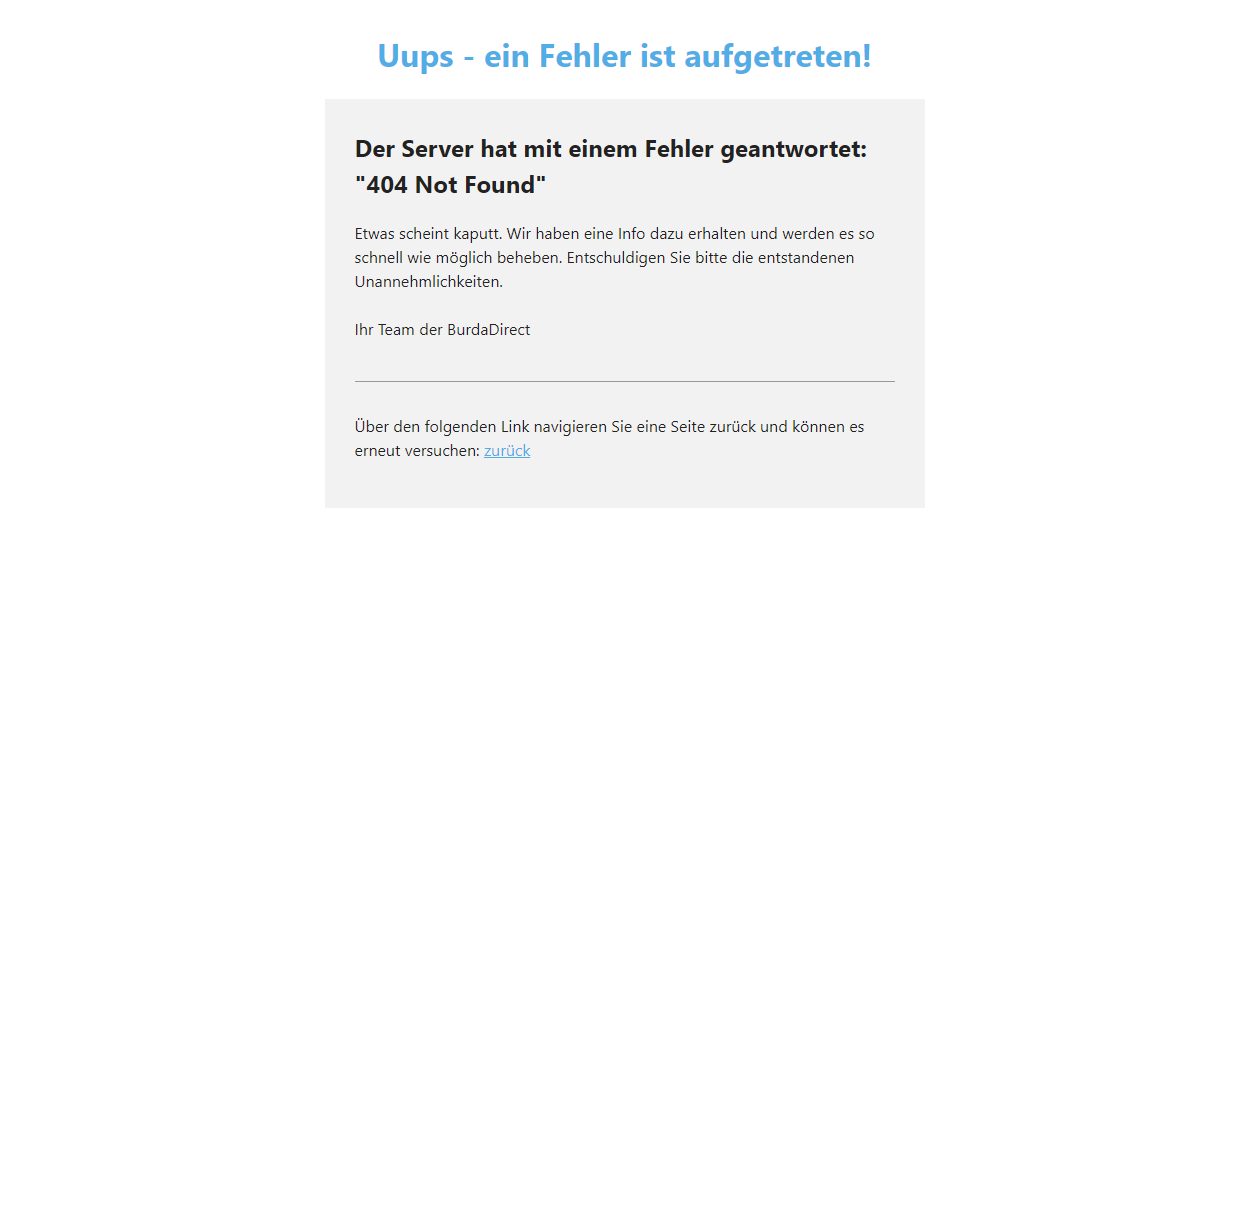 Uups - ein Fehler ist aufgetreten!
Der Server hat mit einem Fehler geantwortet:
"404 Not Found"
Etwas scheint kaputt. Wir haben eine Info dazu erhalten und werden es so
schnell wie möglich beheben. Entschuldigen Sie bitte die entstandenen
Unannehmlichkeiten.
Ihr Team der BurdaDirect
Über den folgenden Link navigieren Sie eine Seite zurück und können es
erneut versuchen: zurück